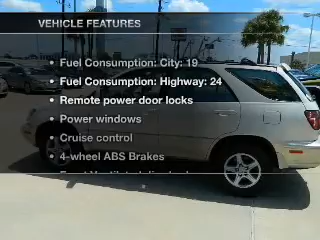 VEHICLE FEATURES
• Fuel Consumption: City: 19
• Fuel Consumption: Highway: 24
• Remote power door locks
• Power windows
• Cruise control
• 4-wheel ABS Brakes